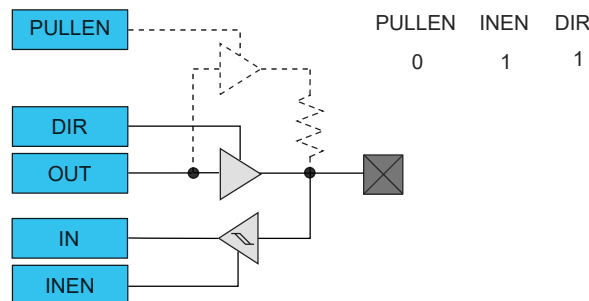 PULLEN
PULLEN INEN DIR
0 1 1
DIR
OUT
IN
INEN